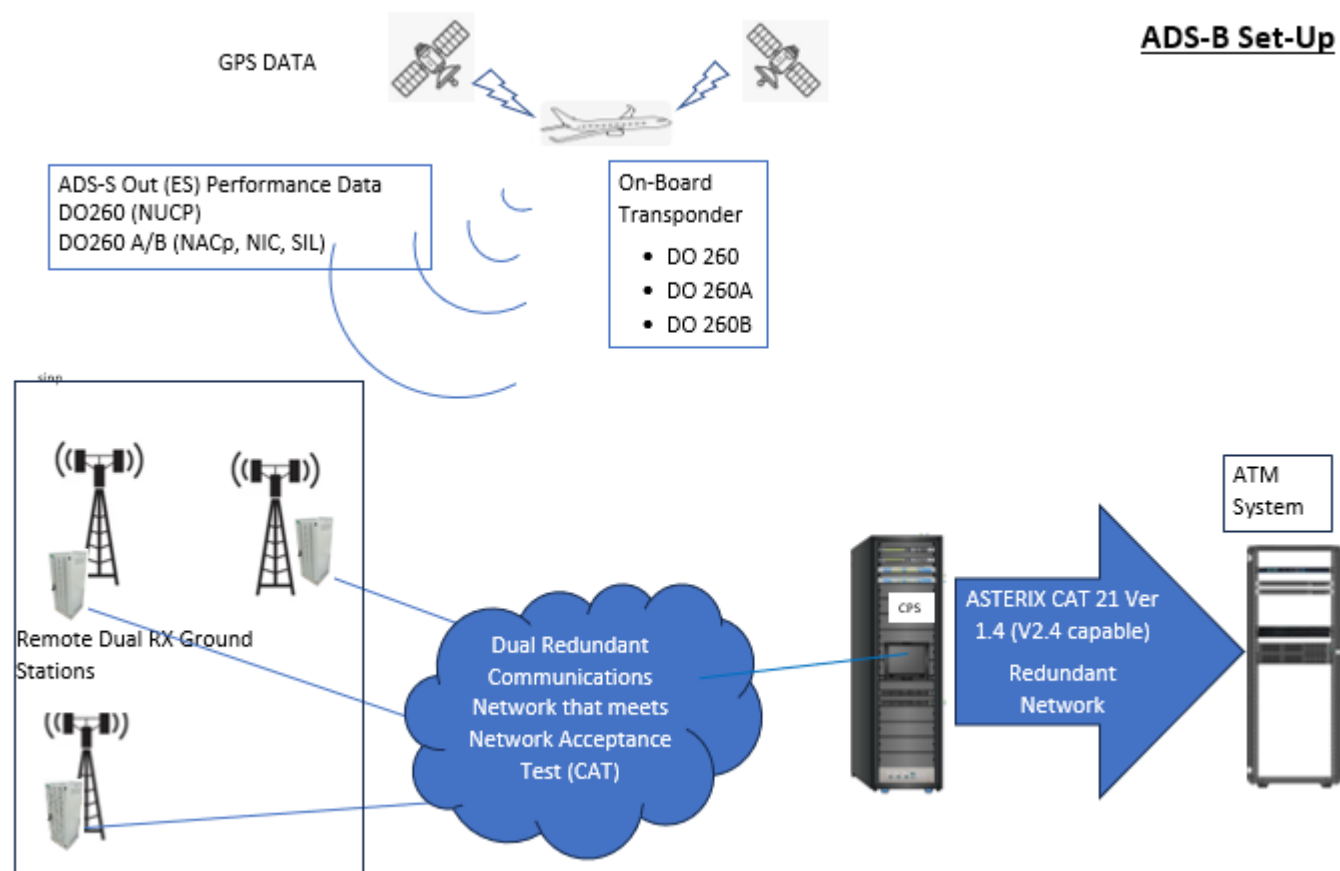 ADS-B Set-Up
GPS DATA
ADS-S Out (ES) Performance Data
DO260 (NUCP)
DO260 A/B (NACp, NIC, SIL)
On-Board
Transponder
• DO 260
• DO 260A
• DO 260B
Remote Dual RX Ground
Stations
Dual Redundant
Communications
Network that meets
Network Acceptance
Test (CAT)
CPS
ASTERIX CAT 21 Ver
1.4 (V2.4 capable)
Redundant
Network
ATM
System